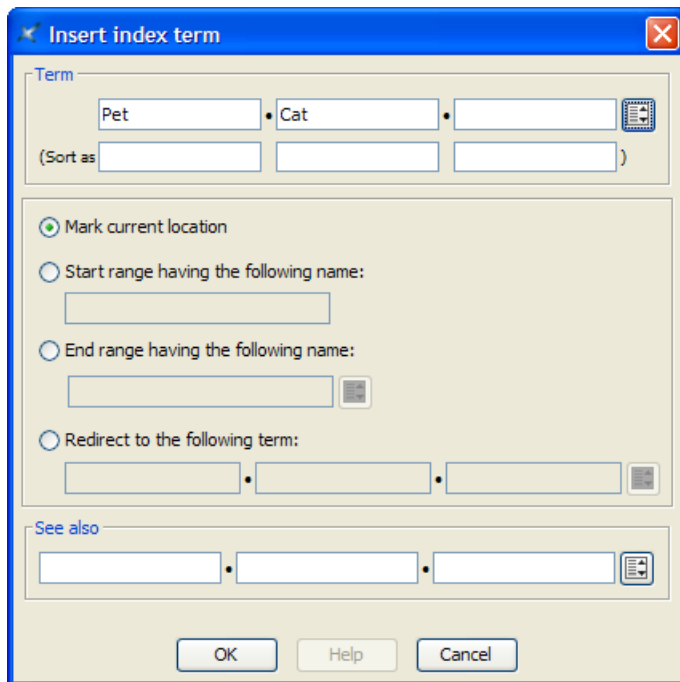 Insert index term
Term
Pet • Cat •
(Sort as )
Mark current location
Start range having the following name:
End range having the following name:
Redirect to the following term:
• •
See also
• •
OK Help Cancel